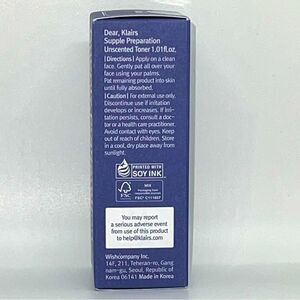 Dear, Klairs
Supple Preparation
Unscented Toner 1.01fl.oz.
| Directions | Apply on a clean
face. Gently pat all over your
face using your palms.
Pat remaining product into skin
until fully absorbed.
| Caution | For external use only.
Discontinue use if irritation
develops or increases. If Irr-
itation persists, consult a doc-
tor or a health care practitioner.
Avoid contact with eyes. Keep
out of reach of children. Store
in a cool, dry place away from
sunlight.
PRINTED WITH
SOY INK
FSC
MIX
FSC® C111607
You may report
a serious adverse event
from use of this product
to help@klairs.com
Wishcompany Inc.
14F, 211, Teheran-ro, Gang
nam-gu, Seoul, Republic of
Korea 06141 Made in Korea